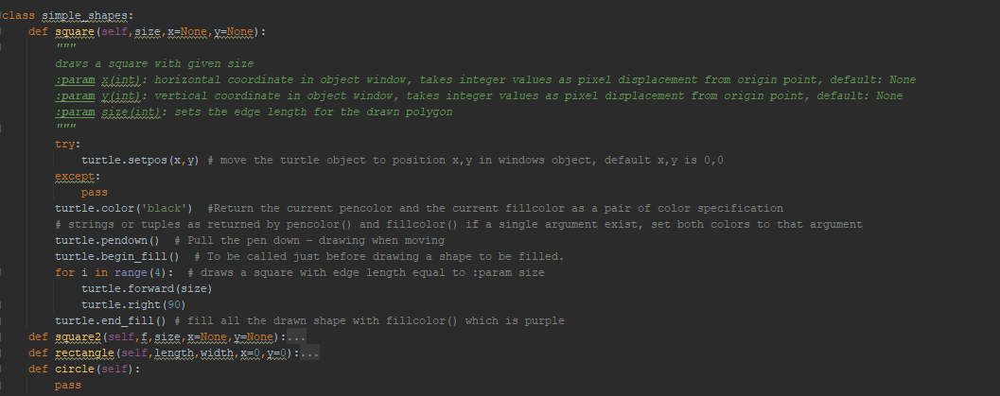 class simple_shapes:
def square(self,size,x=None,y=None):
"""
draws a square with given size
:param x(int): horizontal coordinate in object window, takes integer values as pixel displacement from origin point, default: None
:param y(int): vertical coordinate in object window, takes integer values as pixel displacement from origin point, default: None
:param size(int): sets the edge length for the drawn polygon
"""
try:
turtle.setpos(x,y) # move the turtle object to position x,y in windows object, default x,y is 0,0
except:
pass
turtle.color('black')  #Return the current pencolor and the current fillcolor as a pair of color specification
# strings or tuples as returned by pencolor() and fillcolor() if a single argument exist, set both colors to that argument
turtle.pendown()  # Pull the pen down – drawing when moving
turtle.begin_fill()  # To be called just before drawing a shape to be filled.
for i in range(4):  # draws a square with edge length equal to :param size
turtle.forward(size)
turtle.right(90)
turtle.end_fill() # fill all the drawn shape with fillcolor() which is purple
def square2(self,f,size,x=None,y=None):...
def rectangle(self,length,width,x=0,y=0):...
def circle(self):
pass